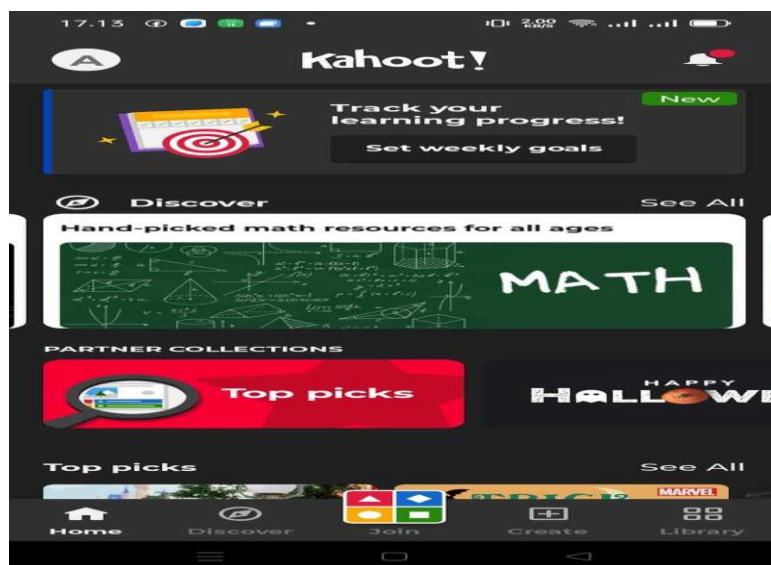 17.13 2.00 KB/S
A Kahoot!
New
Track your
learning progress!
Set weekly goals
Discover See All
Hand-picked math resources for all ages
MATH
PARTNER COLLECTIONS
Top picks
HAPPY
HALLOWE
Top picks See All
MARVEL
Home Discover Join Create Library